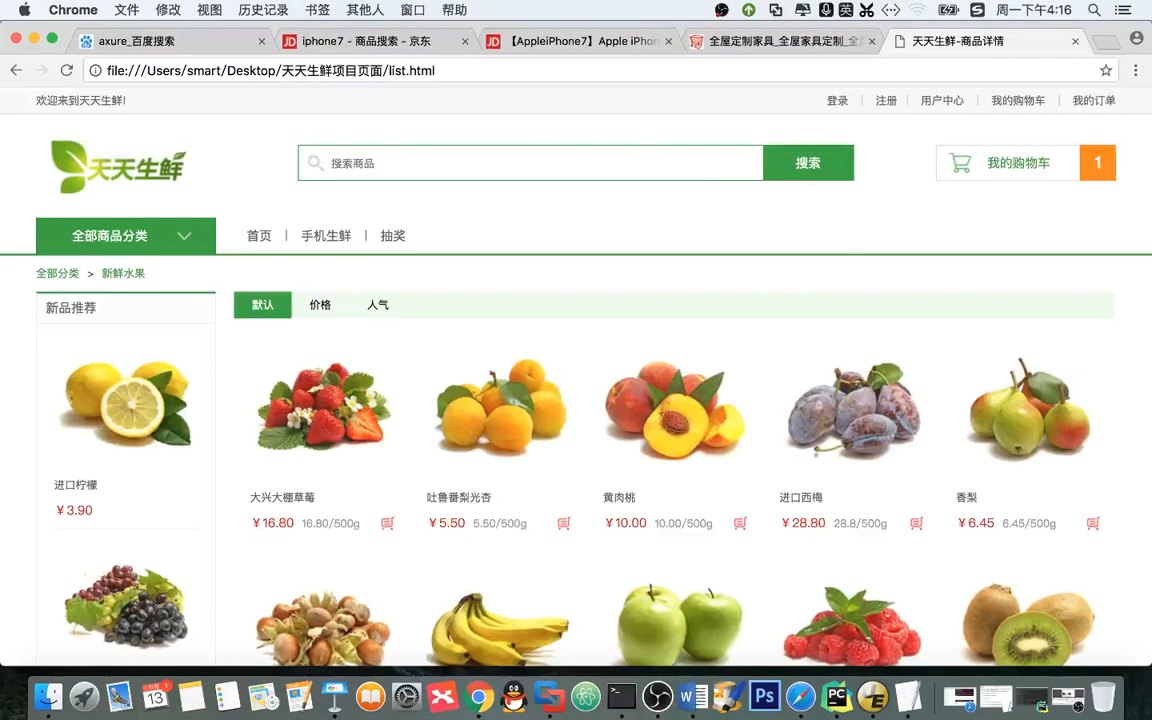 Chrome 文件 修改 视图 历史记录 书签 其他人 窗口 帮助 英 周一下午4:16
axure_百度搜索 JD iphone7 - 商品搜索 - 京东 JD 【AppleiPhone7】Apple iPhon 全屋定制家具_全屋家具定制_全 天天生鲜-商品详情
file:///Users/smart/Desktop/天天生鲜项目页面/list.html
欢迎来到天天生鲜! 登录 | 注册 | 用户中心 | 我的购物车 | 我的订单
天天生鲜 搜索商品 搜索 我的购物车 1
全部商品分类 首页 | 手机生鲜 | 抽奖
全部分类 > 新鲜水果
新品推荐 默认 价格 人气
进口柠檬
¥3.90
大兴大棚草莓 吐鲁番梨光杏 黄肉桃 进口西梅 香梨
¥16.80 16.80/500g ¥5.50 5.50/500g ¥10.00 10.00/500g ¥28.80 28.8/500g ¥6.45 6.45/500g
13 1 W Ps PC